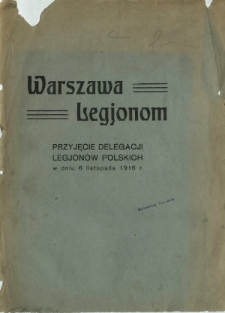 Warszawa
Legjonom
PRZYJĘCIE DELEGACJI
LEGJONÓW POLSKICH
w dniu 6 listopada 1916 r.